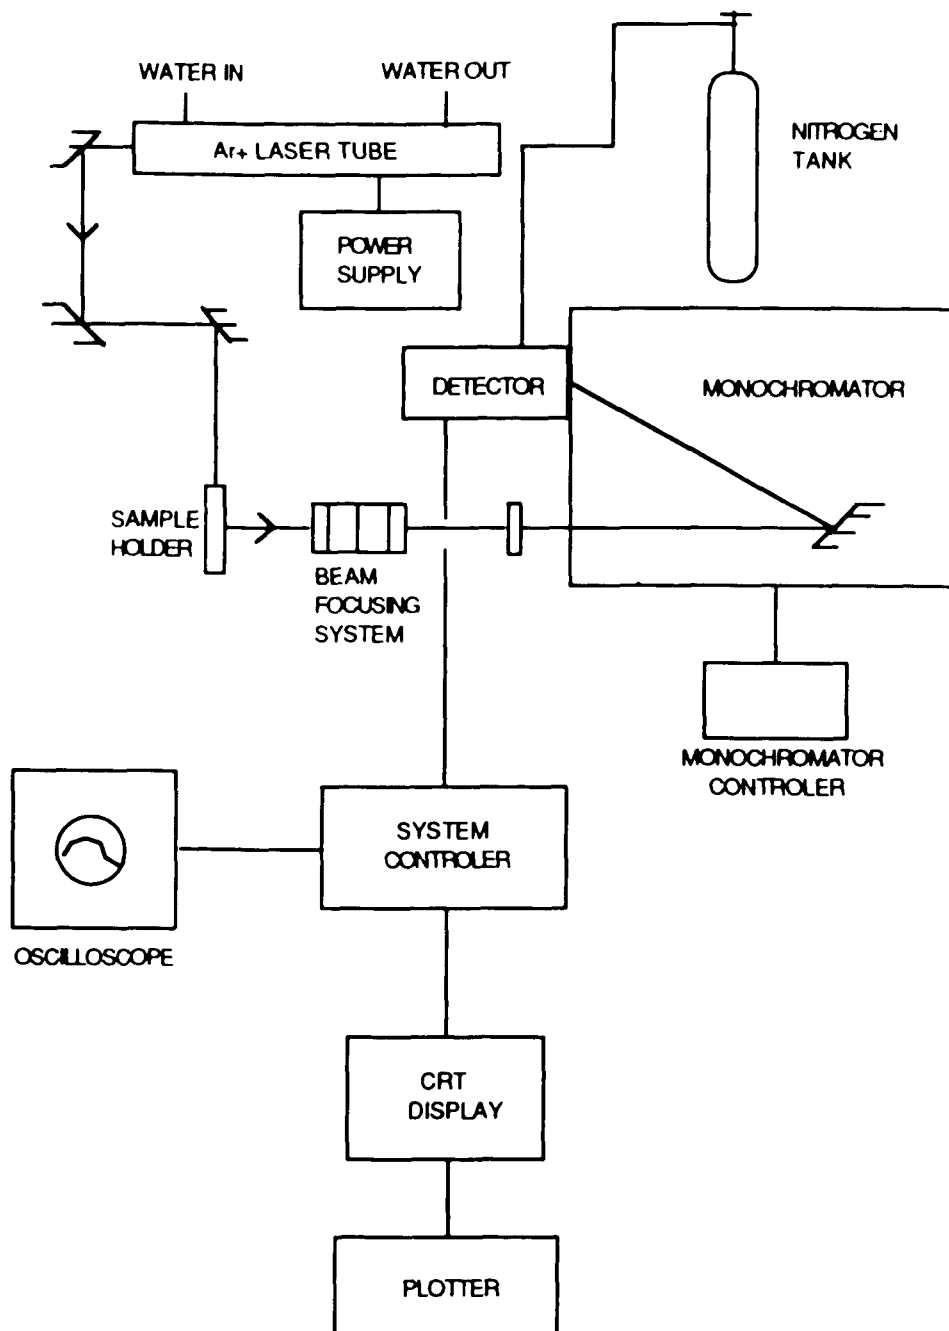 WATER IN
WATER OUT
Ar+ LASER TUBE
NITROGEN
TANK
POWER
SUPPLY
DETECTOR
MONOCHROMATOR
SAMPLE
HOLDER
BEAM
FOCUSING
SYSTEM
MONOCHROMATOR
CONTROLER
SYSTEM
CONTROLER
OSCILLOSCOPE
CRT
DISPLAY
PLOTTER